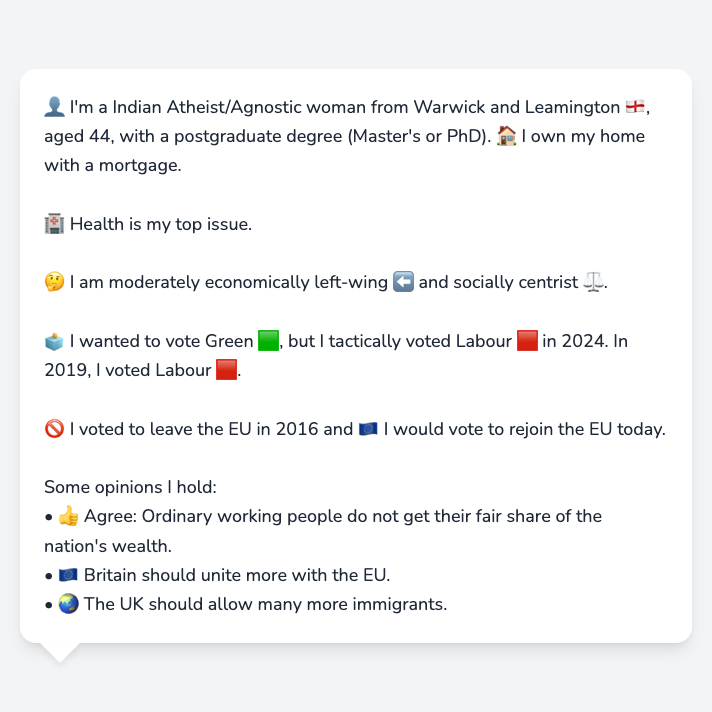 👤 I'm a Indian Atheist/Agnostic woman from Warwick and Leamington 🏴󠁧󠁢󠁥󠁮󠁧󠁿,
aged 44, with a postgraduate degree (Master's or PhD). 🏠 I own my home
with a mortgage.
🏥 Health is my top issue.
🤔 I am moderately economically left-wing ⬅️ and socially centrist ⚖️.
🗳️ I wanted to vote Green 🟩, but I tactically voted Labour 🟥 in 2024. In
2019, I voted Labour 🟥.
🚫 I voted to leave the EU in 2016 and 🇪🇺 I would vote to rejoin the EU today.
Some opinions I hold:
• 👍 Agree: Ordinary working people do not get their fair share of the
nation's wealth.
• 🇪🇺 Britain should unite more with the EU.
• 🌏 The UK should allow many more immigrants.